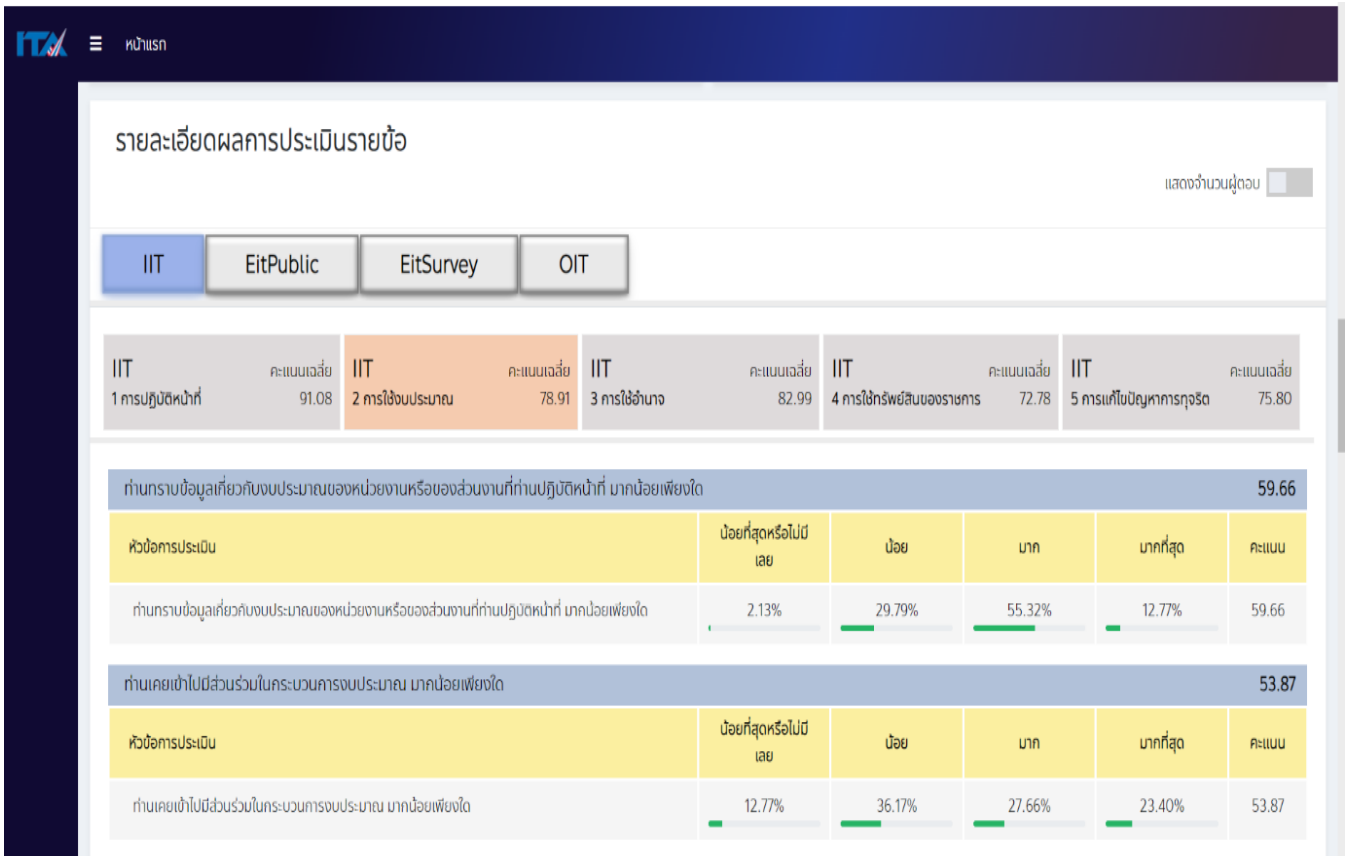 ITA หน้าแรก
รายละเอียดผลการประเมินรายข้อ
แสดงจำนวนผู้ตอบ
IIT EitPublic EitSurvey OIT
IIT คะแนนเฉลี่ย IIT คะแนนเฉลี่ย IIT คะแนนเฉลี่ย IIT คะแนนเฉลี่ย IIT คะแนนเฉลี่ย
1 การปฏิบัติหน้าที่ 91.08 2 การใช้งบประมาณ 78.91 3 การใช้อำนาจ 82.99 4 การใช้ทรัพย์สินของราชการ 72.78 5 การแก้ไขปัญหาการทุจริต 75.80
ท่านทราบข้อมูลเกี่ยวกับงบประมาณของหน่วยงานหรือของส่วนงานที่ท่านปฏิบัติหน้าที่ มากน้อยเพียงใด 59.66
หัวข้อการประเมิน น้อยที่สุดหรือไม่มี น้อย มาก มากที่สุด คะแนน
เลย
ท่านทราบข้อมูลเกี่ยวกับงบประมาณของหน่วยงานหรือของส่วนงานที่ท่านปฏิบัติหน้าที่ มากน้อยเพียงใด 2.13% 29.79% 55.32% 12.77% 59.66
ท่านเคยเข้าไปมีส่วนร่วมในกระบวนการงบประมาณ มากน้อยเพียงใด 53.87
หัวข้อการประเมิน น้อยที่สุดหรือไม่มี น้อย มาก มากที่สุด คะแนน
เลย
ท่านเคยเข้าไปมีส่วนร่วมในกระบวนการงบประมาณ มากน้อยเพียงใด 12.77% 36.17% 27.66% 23.40% 53.87